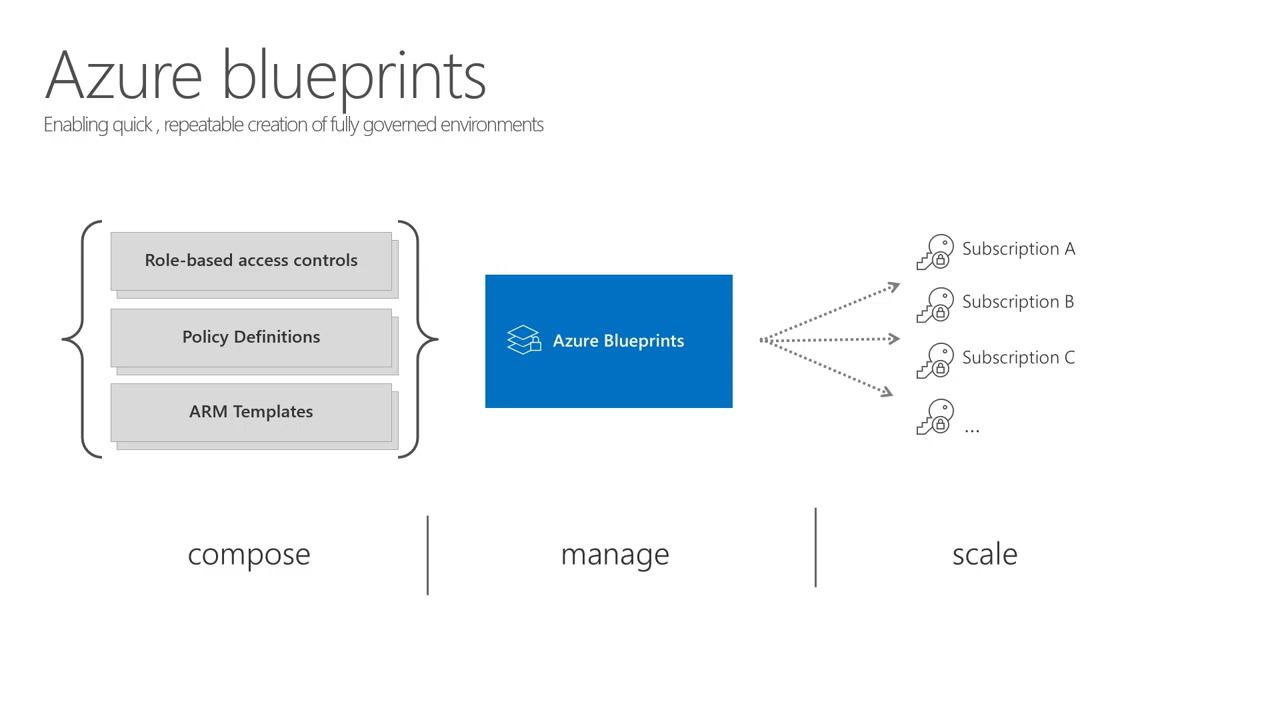 Azure blueprints
Enabling quick , repeatable creation of fully governed environments
Role-based access controls
Policy Definitions
ARM Templates
Azure Blueprints
Subscription A
Subscription B
Subscription C
...
compose
manage
scale